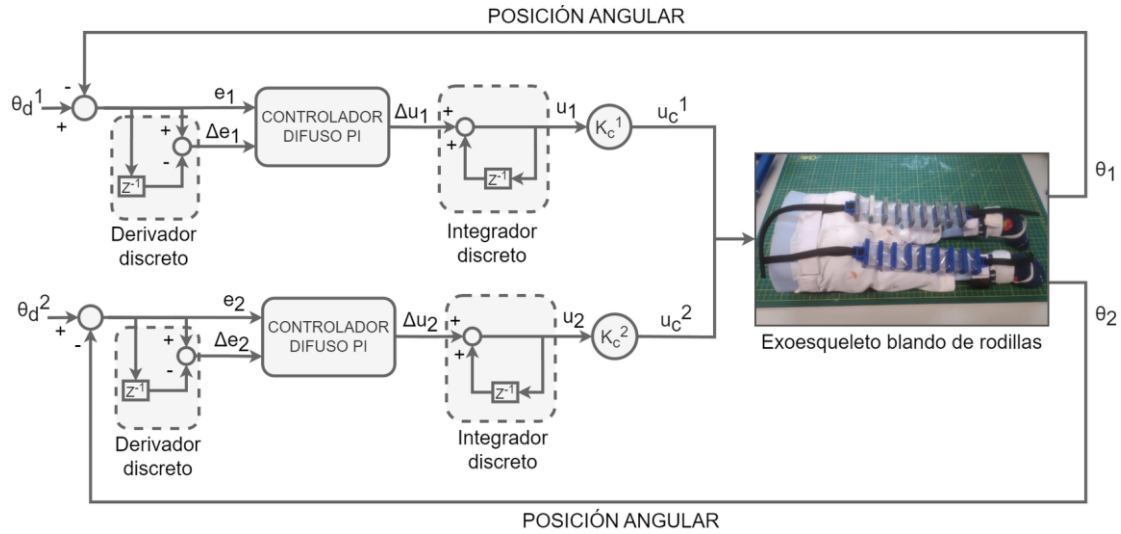 POSICIÓN ANGULAR
-
θd1
+
e1
Δe1
+
-
z-1
Derivador
discreto
CONTROLADOR
DIFUSO PI
Δu1
+
+
z-1
Integrador
discreto
u1
Kc1
uc1
θ1
θd2
+
-
e2
Δe2
+
-
z-1
Derivador
discreto
CONTROLADOR
DIFUSO PI
Δu2
+
+
z-1
Integrador
discreto
u2
Kc2
uc2
Exoesqueleto blando de rodillas
θ2
POSICIÓN ANGULAR